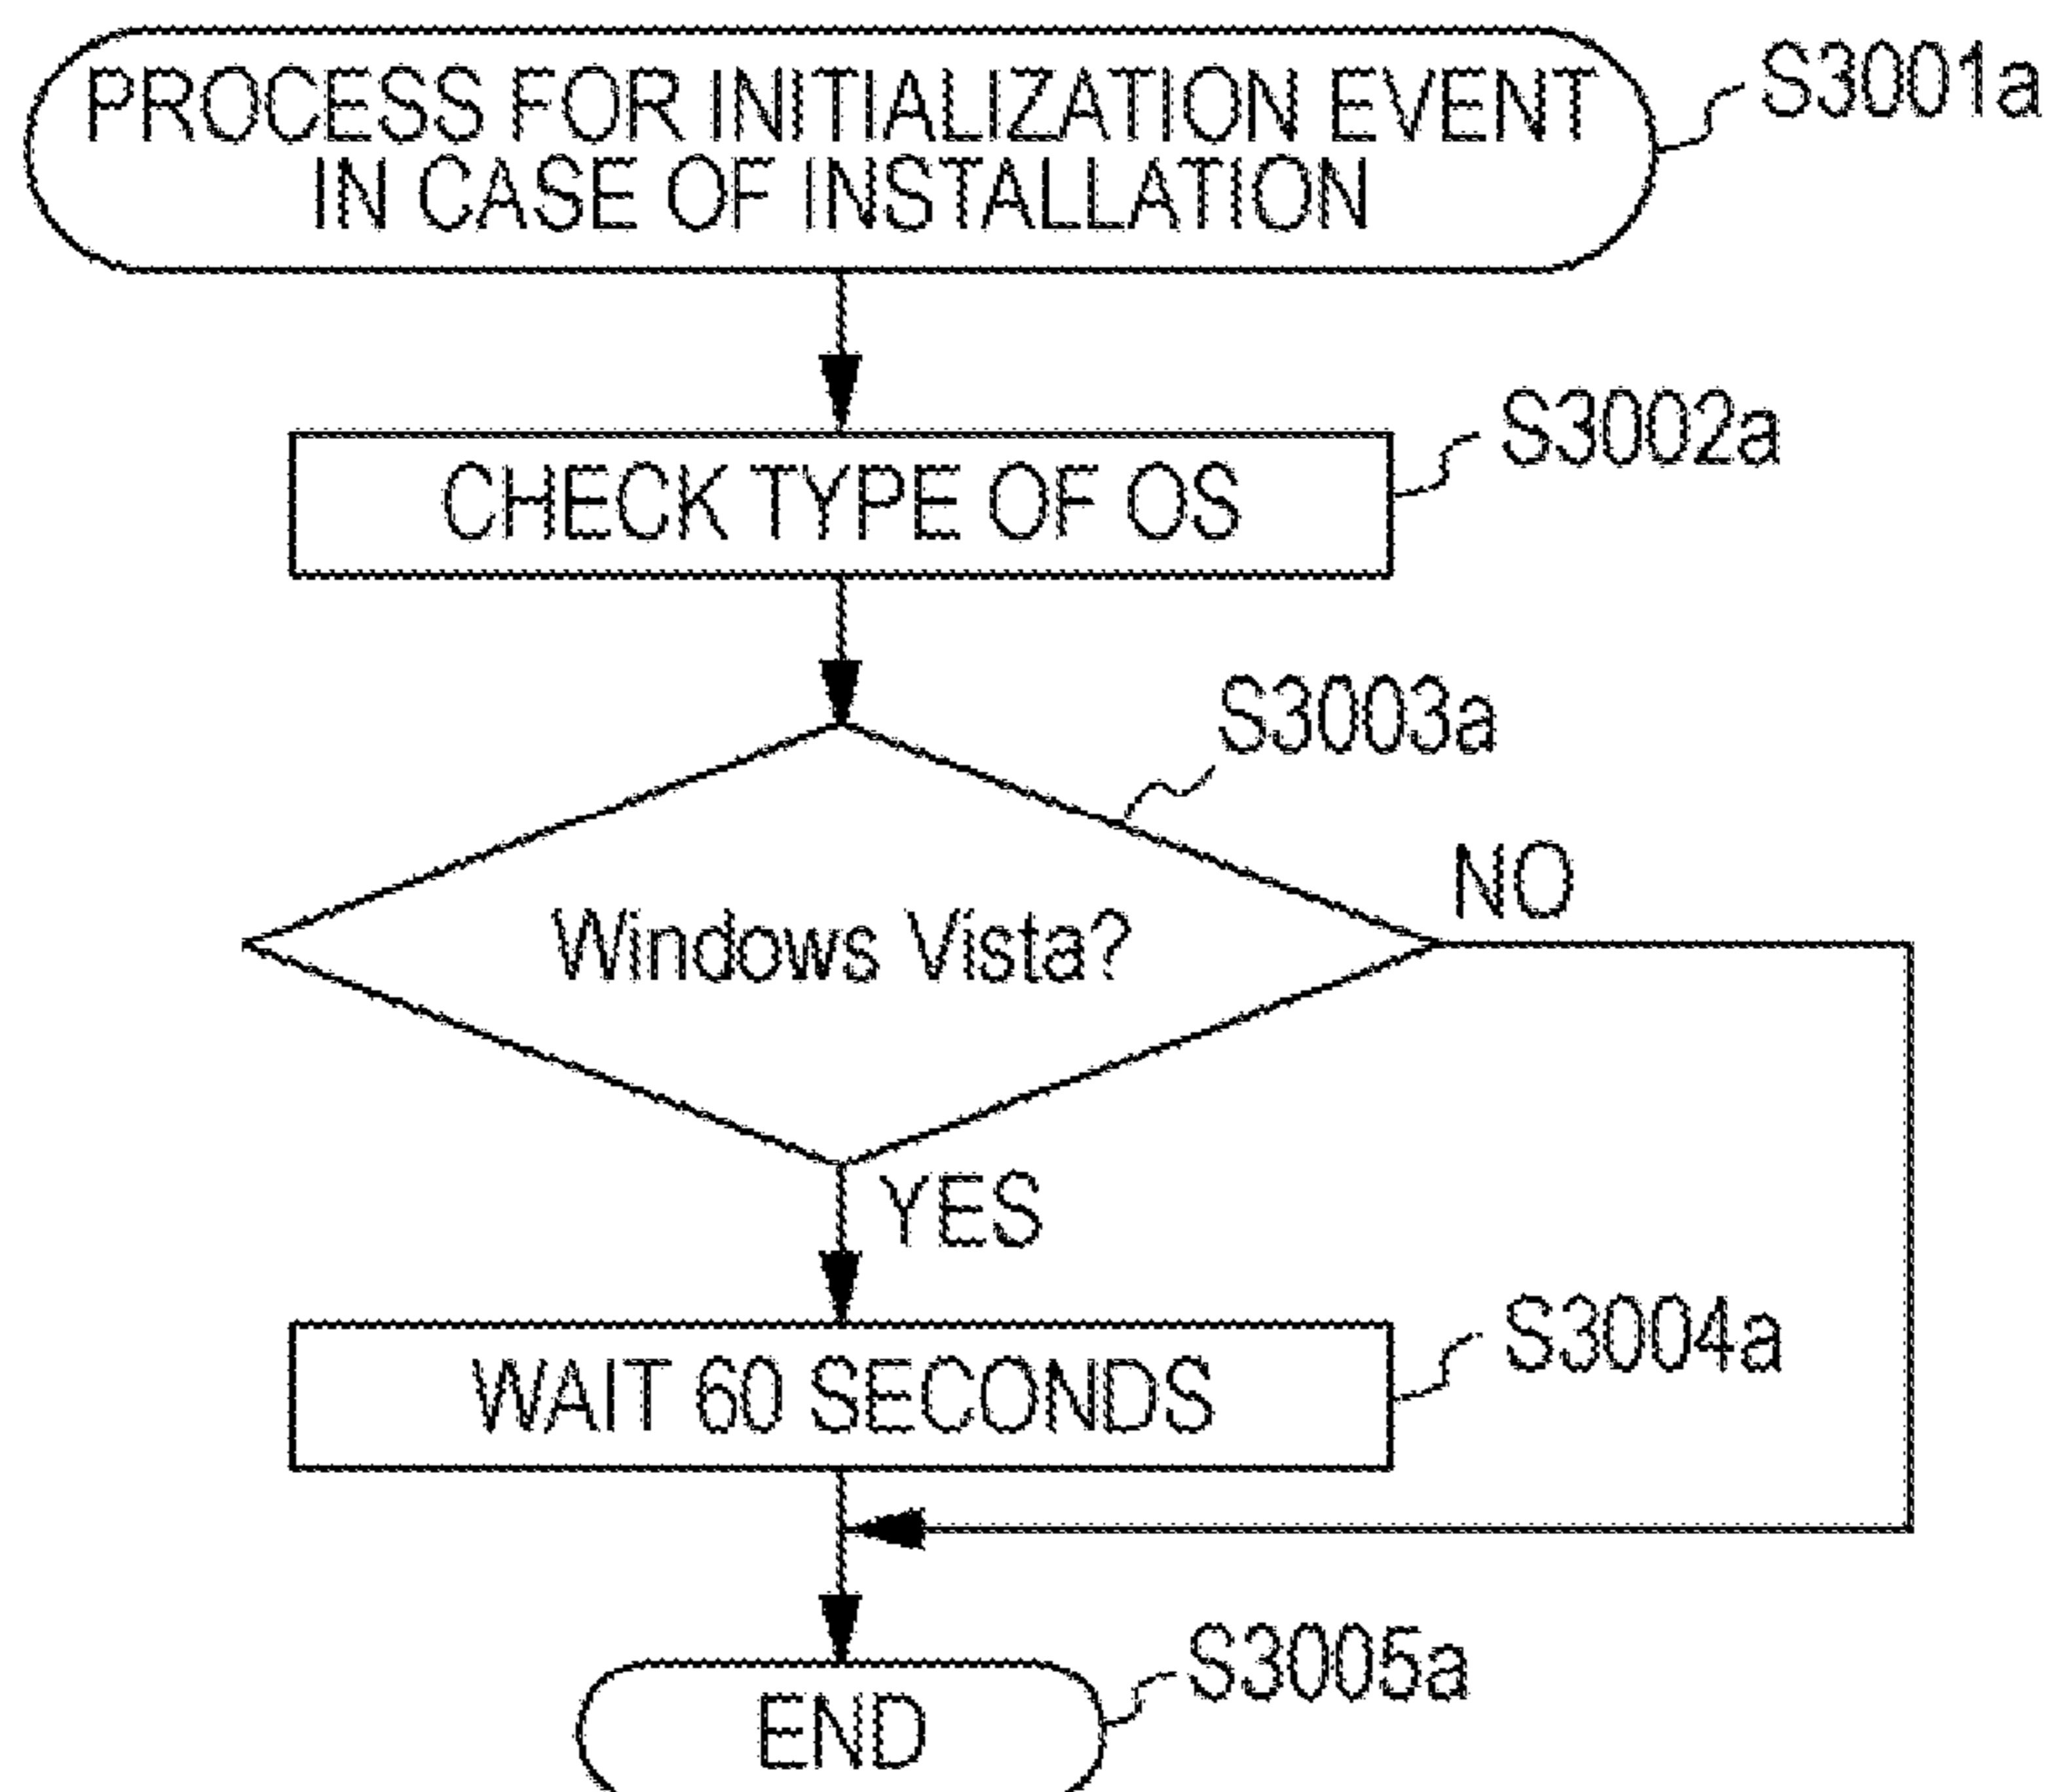 PROCESS FOR INITIALIZATION EVENT
IN CASE OF INSTALLATION
S3001a
CHECK TYPE OF OS
S3002a
S3003a
Windows Vista?
NO
YES
WAIT 60 SECONDS
S3004a
END
S3005a